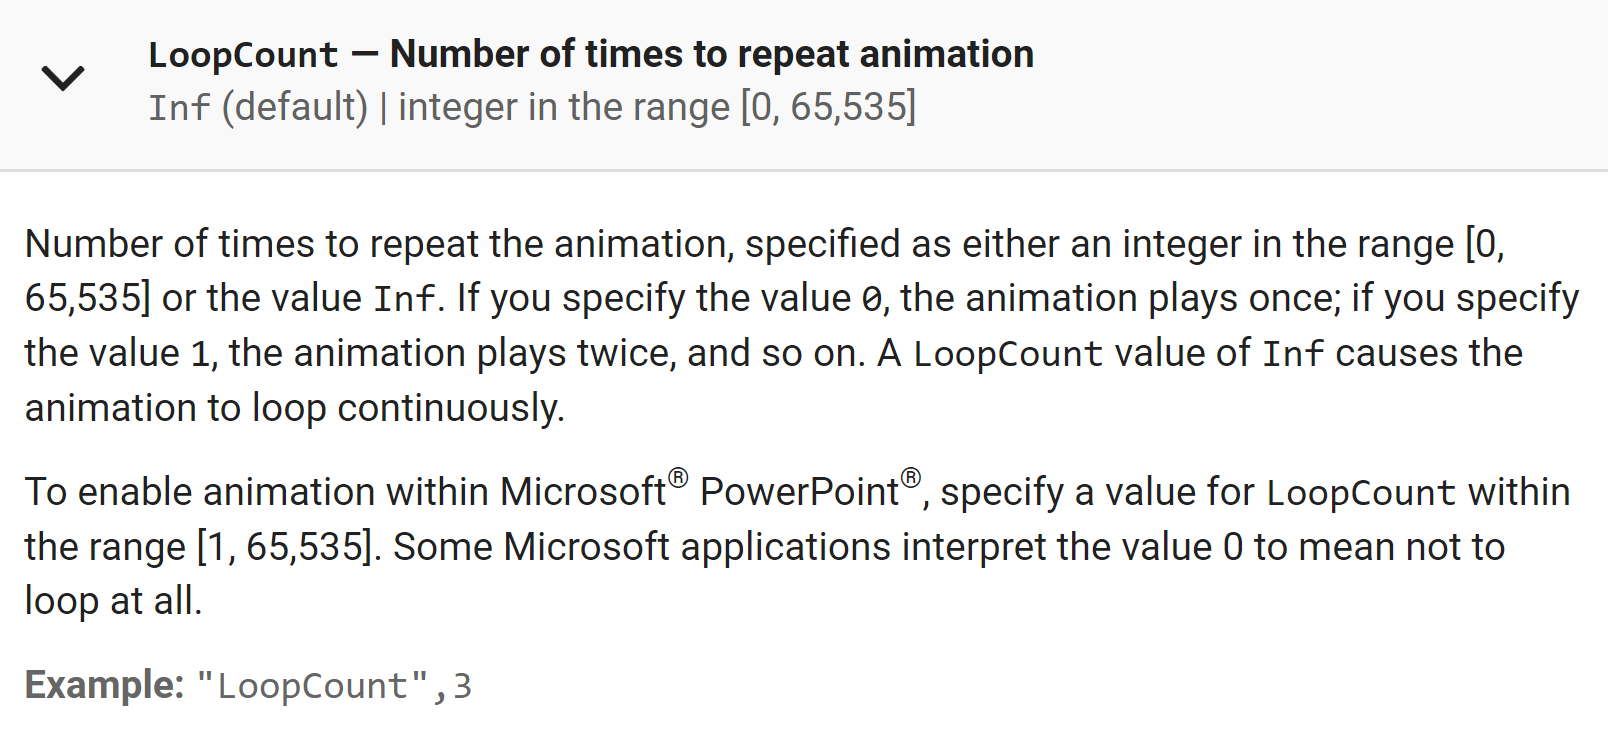 LoopCount — Number of times to repeat animation
Inf (default) | integer in the range [0, 65,535]
Number of times to repeat the animation, specified as either an integer in the range [0,
65,535] or the value Inf. If you specify the value 0, the animation plays once; if you specify
the value 1, the animation plays twice, and so on. A LoopCount value of Inf causes the
animation to loop continuously.
To enable animation within Microsoft® PowerPoint®, specify a value for LoopCount within
the range [1, 65,535]. Some Microsoft applications interpret the value 0 to mean not to
loop at all.
Example: "LoopCount",3